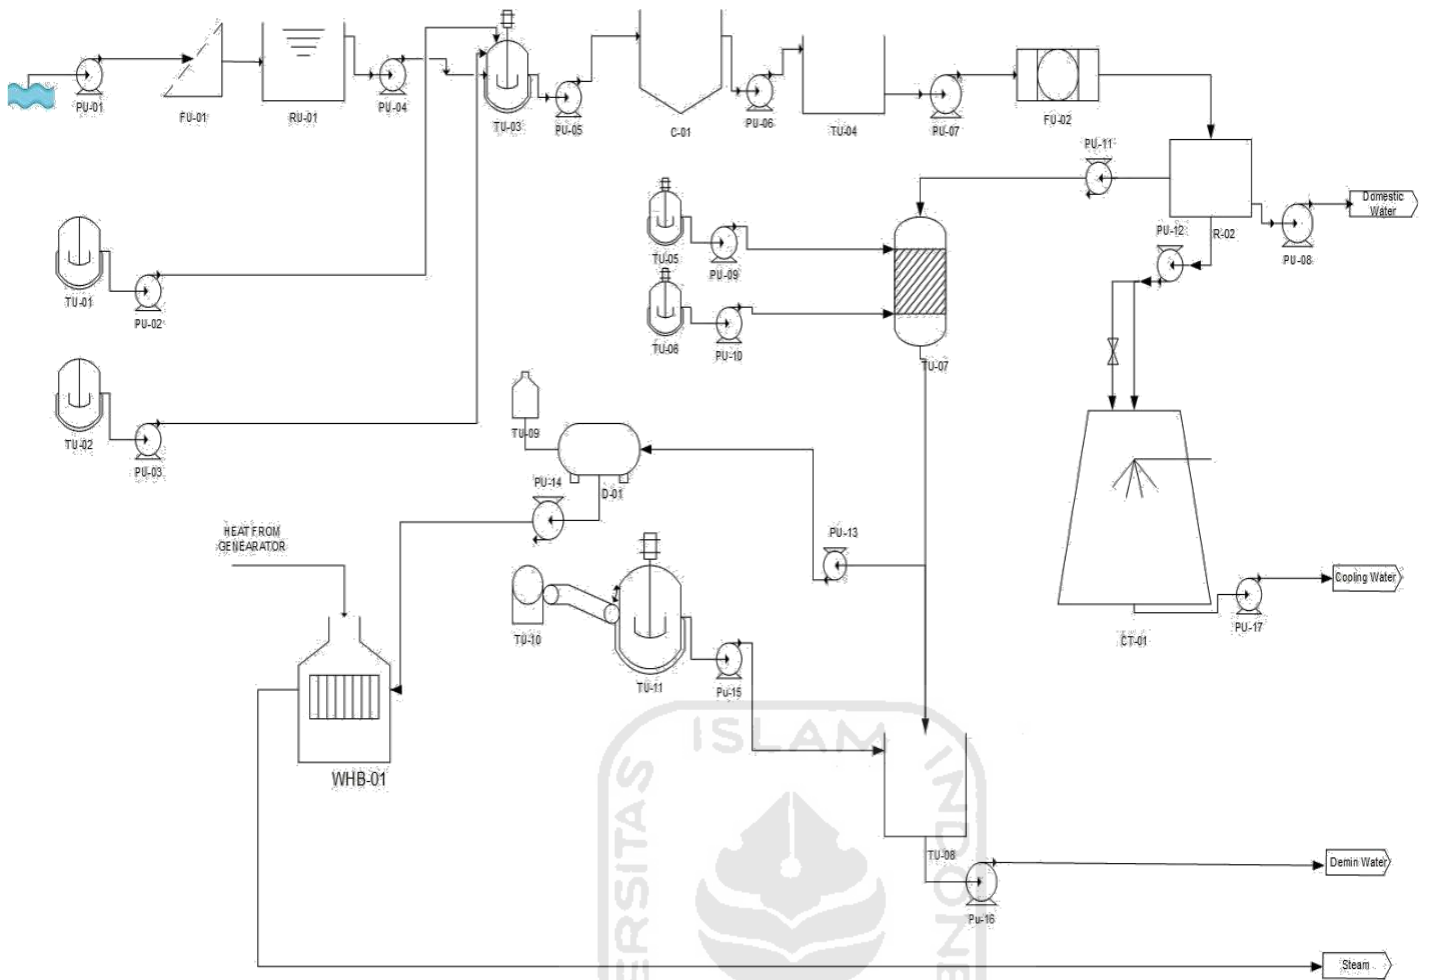 PU-01
FU-01
RU-01
PU-04
TU-03
PU-05
C-01
PU-06
TU-04
PU-07
FU-02
PU-11
Domestic
Water
PU-12
R-02
PU-08
TU-05
PU-09
TU-06
PU-10
TU-07
TU-01
PU-02
TU-02
PU-03
TU-09
PU-14
D-01
HEAT FROM
GENEARATOR
PU-13
TU-10
TU-11
Pu-15
Copling Water
PU-17
CT-01
WHB-01
ISLAM
UNIVERSITAS
INDONE
TU-08
Pu-16
Demin Water
Steam